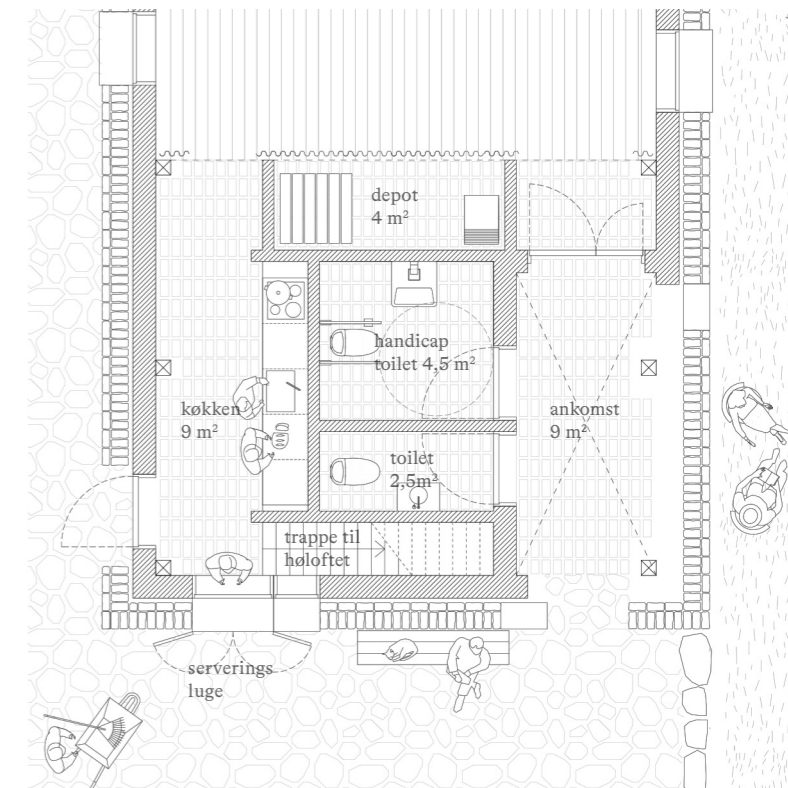 depot
4 m²
handicap
toilet 4,5 m²
køkken
9 m²
ankomst
9 m²
toilet
2,5m²
trappe til
høloftet
serverings
luge